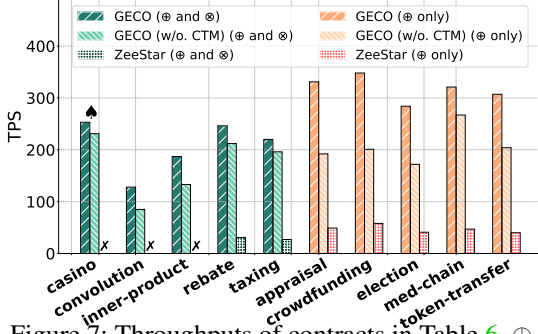 GECO (⊕ and ⊗)
GECO (w/o. CTM) (⊕ and ⊗)
ZeeStar (⊕ and ⊗)
GECO (⊕ only)
GECO (w/o. CTM) (⊕ only)
ZeeStar (⊕ only)
TPS
400
300
200
100
0
♠
✗ ✗ ✗
casino
convolution
inner-product
rebate
taxing
appraisal
crowdfunding
election
med-chain
token-transfer
Figure 7: Throughputs of contracts in Table 6. ⊕